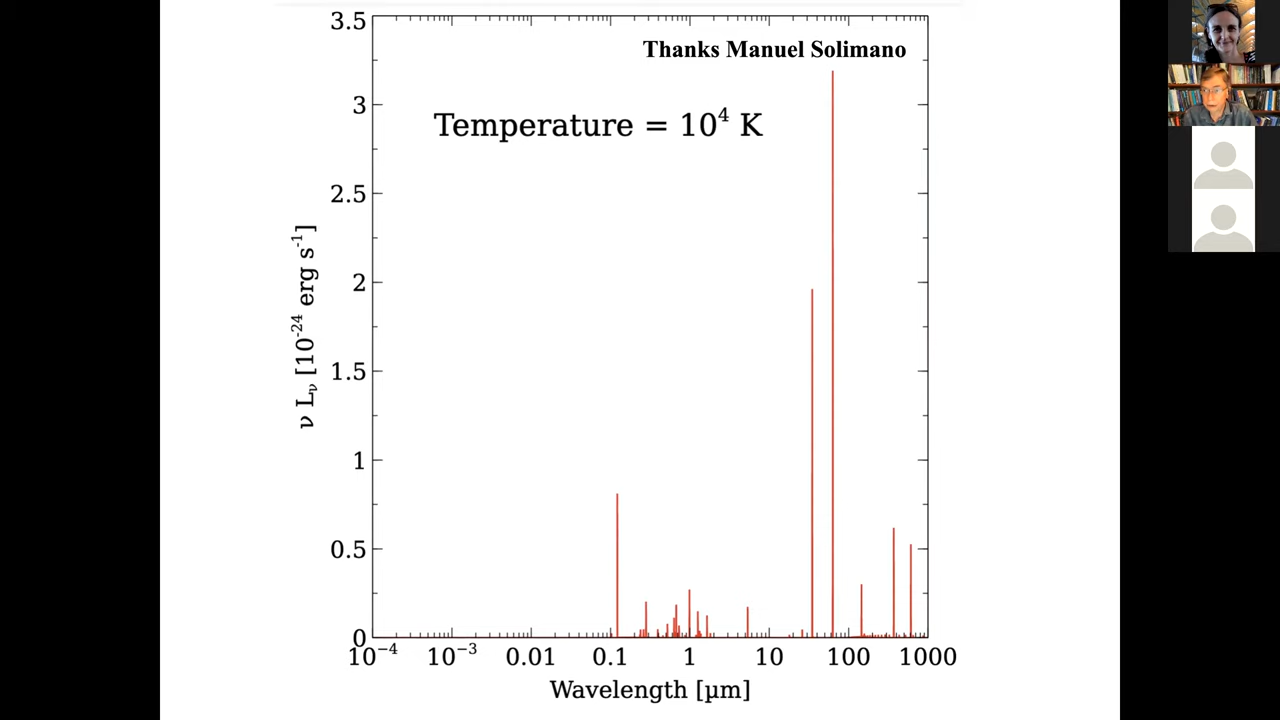 Thanks Manuel Solimano
Temperature = 10⁴ K
3.5
3
2.5
2
1.5
1
0.5
0
ν Lᵥ [10⁻²⁴ erg s⁻¹]
10⁻⁴ 10⁻³ 0.01 0.1 1 10 100 1000
Wavelength [µm]